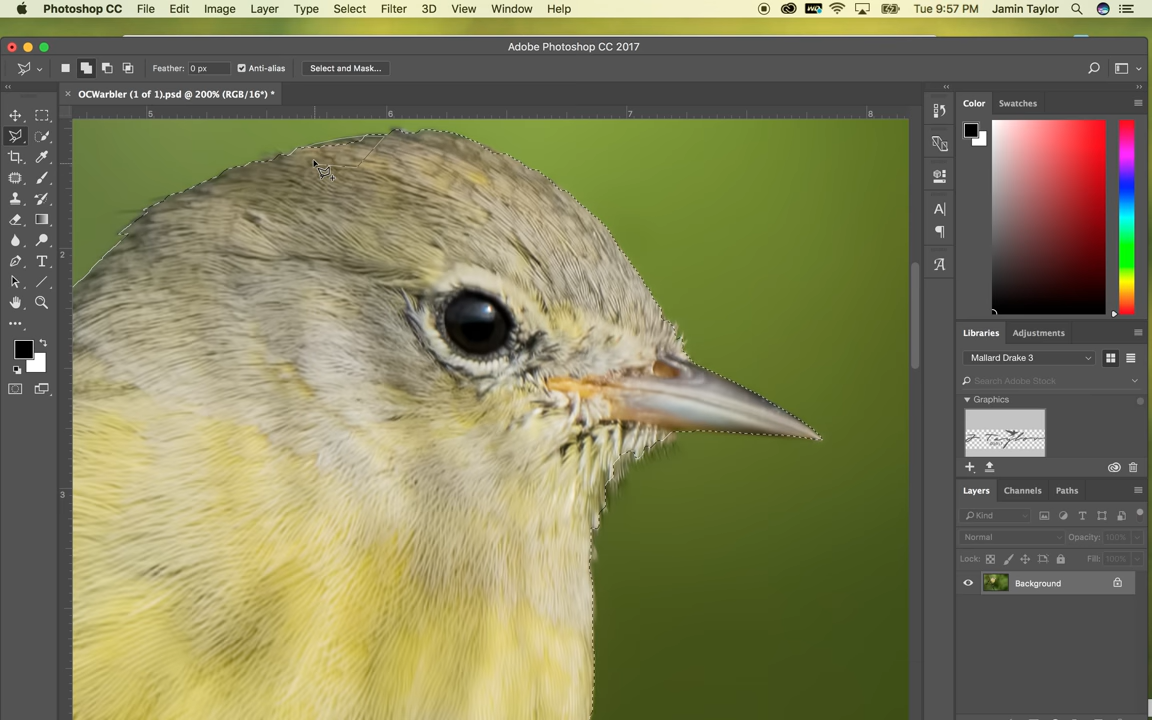 Photoshop CC File Edit Image Layer Type Select Filter 3D View Window Help Tue 9:57 PM Jamin Taylor
Adobe Photoshop CC 2017
Feather: 0 px Anti-alias Select and Mask...
× OCWarbler (1 of 1).psd @ 200% (RGB/16*) *
5 6 7 8
2
3
Color Swatches
Libraries Adjustments
Mallard Drake 3
Search Adobe Stock
Graphics
Layers Channels Paths
Kind
Normal Opacity: 100%
Lock: Fill: 100%
Background